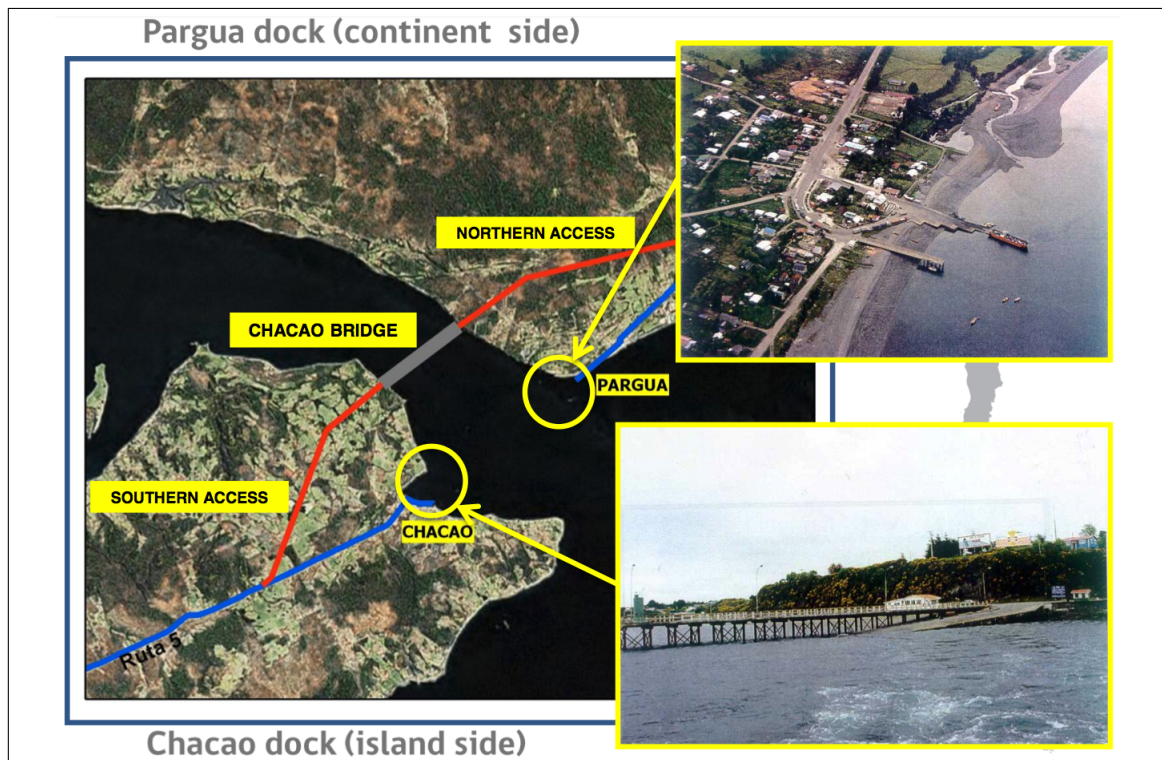 Pargua dock (continent side)
NORTHERN ACCESS
CHACAO BRIDGE
PARGUA
SOUTHERN ACCESS
CHACAO
Ruta 5
Chacao dock (island side)